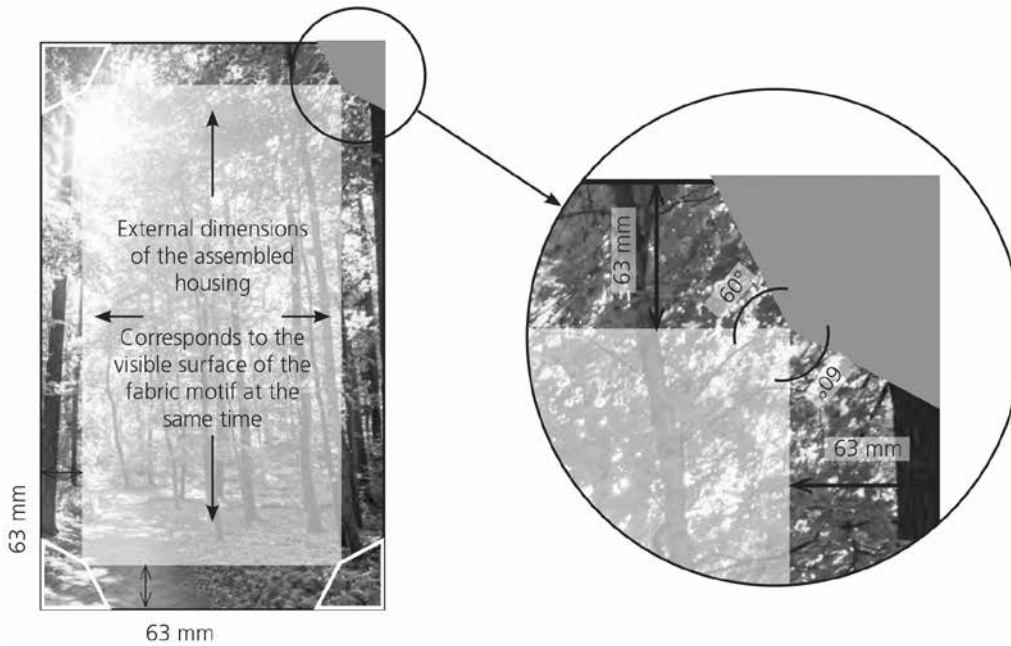 External dimensions
of the assembled
housing
Corresponds to the
visible surface of the
fabric motif at the
same time
63 mm
63 mm
63 mm
60°
60°
63 mm